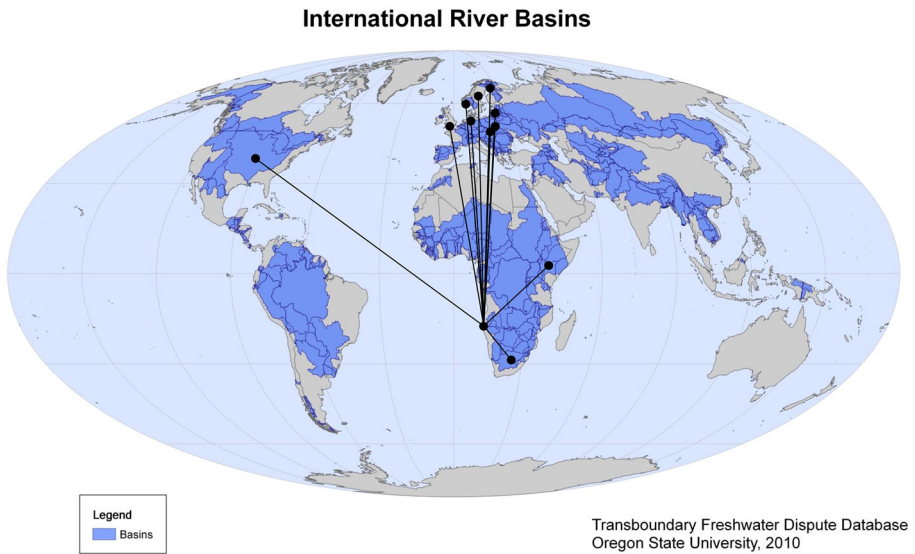 International River Basins
Legend
Basins
Transboundary Freshwater Dispute Database
Oregon State University, 2010